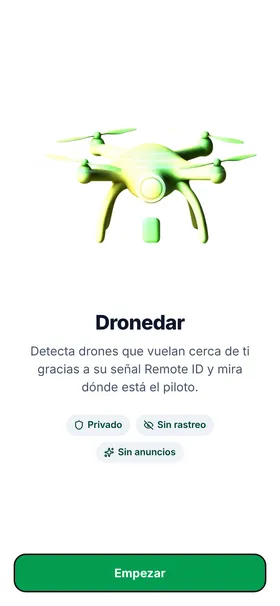 Dronedar
Detecta drones que vuelan cerca de ti
gracias a su señal Remote ID y mira
dónde está el piloto.
Privado
Sin rastreo
Sin anuncios
Empezar